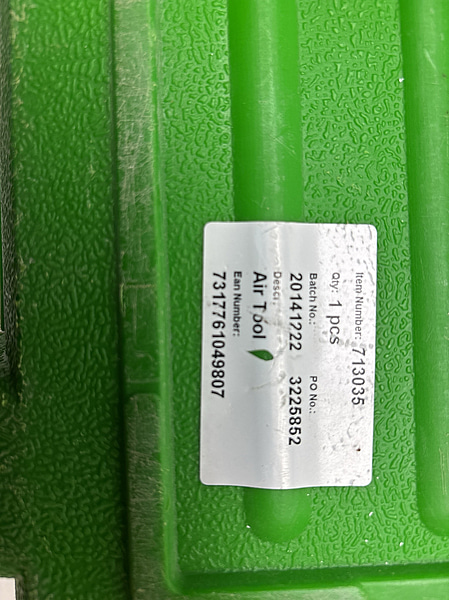 Item Number: 713035
Qty: 1 pcs
Batch No.: PO No.:
20141222 3225852
Descr.:
Air Tool
Ean Number:
7317761049807